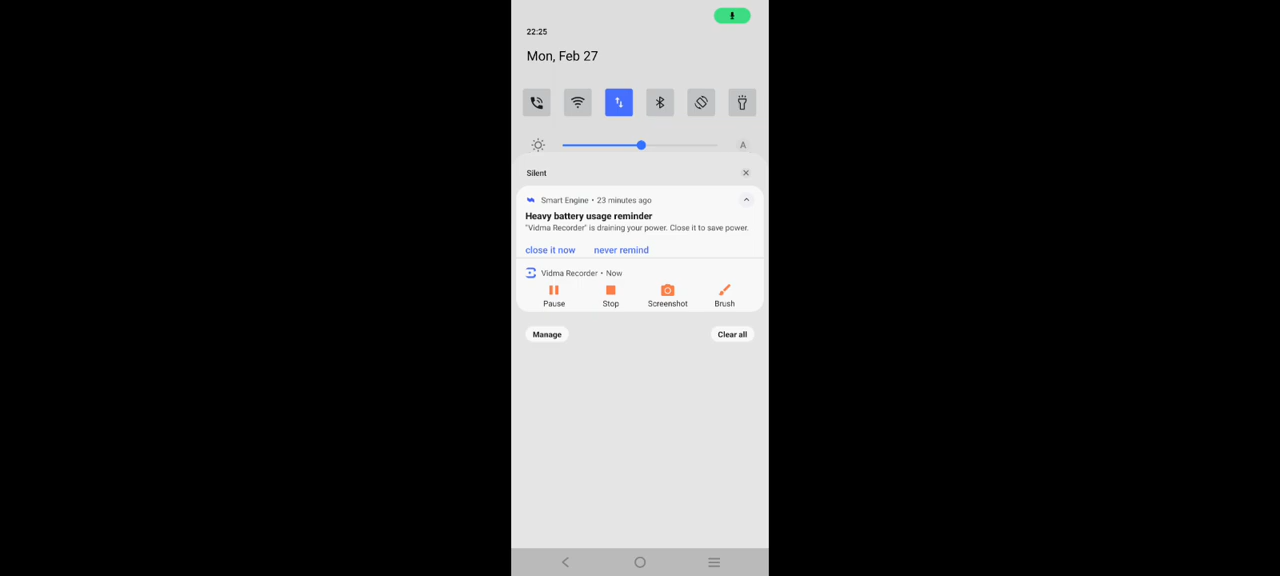 22:25
Mon, Feb 27
A
Silent
Smart Engine • 23 minutes ago
Heavy battery usage reminder
"Vidma Recorder" is draining your power. Close it to save power.
close it now never remind
Vidma Recorder • Now
Pause Stop Screenshot Brush
Manage Clear all